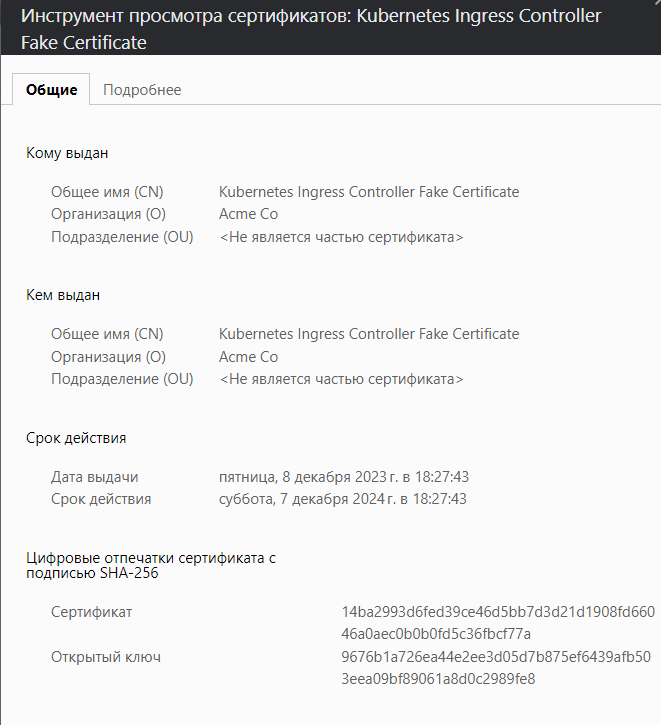 Инструмент просмотра сертификатов: Kubernetes Ingress Controller
Fake Certificate
Общие
Подробнее
Кому выдан
Общее имя (CN) Kubernetes Ingress Controller Fake Certificate
Организация (O) Acme Co
Подразделение (OU) <Не является частью сертификата>
Кем выдан
Общее имя (CN) Kubernetes Ingress Controller Fake Certificate
Организация (O) Acme Co
Подразделение (OU) <Не является частью сертификата>
Срок действия
Дата выдачи пятница, 8 декабря 2023 г. в 18:27:43
Срок действия суббота, 7 декабря 2024 г. в 18:27:43
Цифровые отпечатки сертификата с
подписью SHA-256
Сертификат 14ba2993d6fed39ce46d5bb7d3d21d1908fd660
46a0aec0b0b0fd5c36fbcf77a
Открытый ключ 9676b1a726ea44e2ee3d05d7b875ef6439afb50
3eea09bf89061a8d0c2989fe8